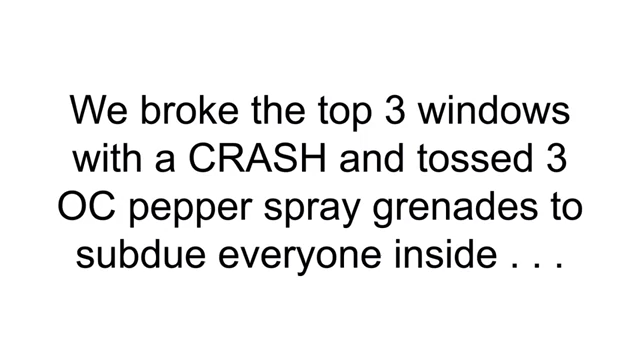 We broke the top 3 windows
with a CRASH and tossed 3
OC pepper spray grenades to
subdue everyone inside . . .